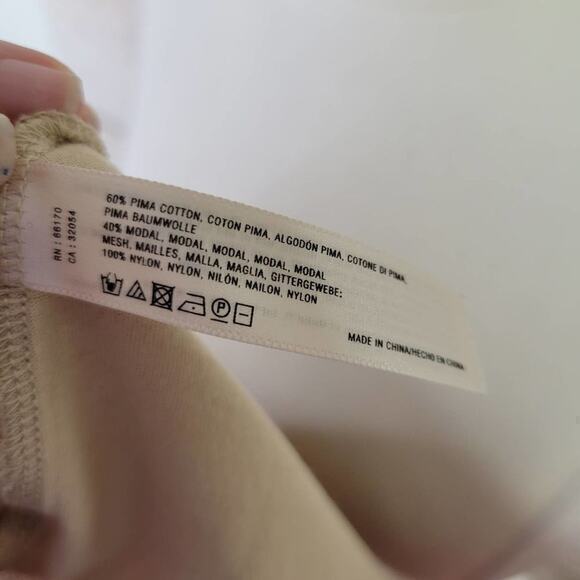 RN : 66170
CA : 32054
60% PIMA COTTON, COTON PIMA, ALGODÓN PIMA, COTONE DI PIMA,
PIMA BAUMWOLLE
40% MODAL, MODAL, MODAL, MODAL, MODAL
MESH, MAILLES, MALLA, MAGLIA, GITTERGEWEBE:
100% NYLON, NYLON, NILÓN, NAILON, NYLON
P
MADE IN CHINA/HECHO EN CHINA